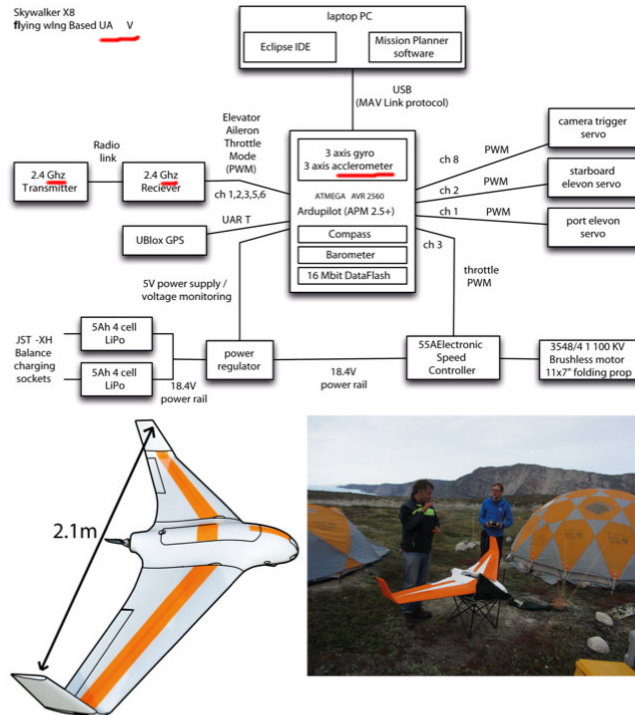 Skywalker X8
flying wIng Based UA V
laptop PC
Eclipse IDE
Mission Planner
software
USB
(MAV Link protocol)
Elevator
Aileron
Throttle
Mode
(PWM)
Radio
link
2.4 Ghz
Transmitter
2.4 Ghz
Reciever
ch 1,2,3,5,6
3 axis gyro
3 axis acclerometer
ATMEGA AVR 2560
Ardupilot (APM 2.5+)
Compass
Barometer
16 Mbit DataFlash
ch 8
PWM
camera trigger
servo
ch 2
PWM
starboard
elevon servo
ch 1
PWM
port elevon
servo
ch 3
throttle
PWM
UAR T
UBlox GPS
5V power supply /
voltage monitoring
JST -XH
Balance
charging
sockets
5Ah 4 cell
LiPo
5Ah 4 cell
LiPo
18.4V
power rail
power
regulator
18.4V
power rail
55AElectronic
Speed
Controller
3548/4 1 100 KV
Brushless motor
11x7" folding prop
2.1m